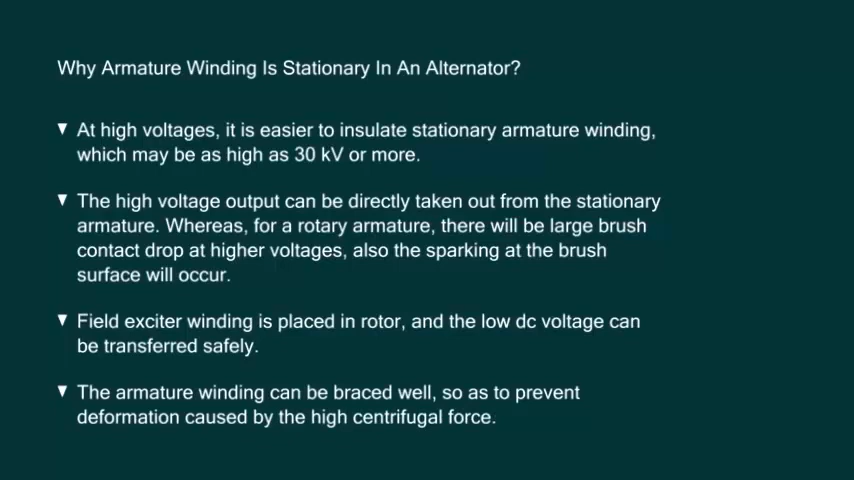 Why Armature Winding Is Stationary In An Alternator?
▼ At high voltages, it is easier to insulate stationary armature winding,
which may be as high as 30 kV or more.
▼ The high voltage output can be directly taken out from the stationary
armature. Whereas, for a rotary armature, there will be large brush
contact drop at higher voltages, also the sparking at the brush
surface will occur.
▼ Field exciter winding is placed in rotor, and the low dc voltage can
be transferred safely.
▼ The armature winding can be braced well, so as to prevent
deformation caused by the high centrifugal force.